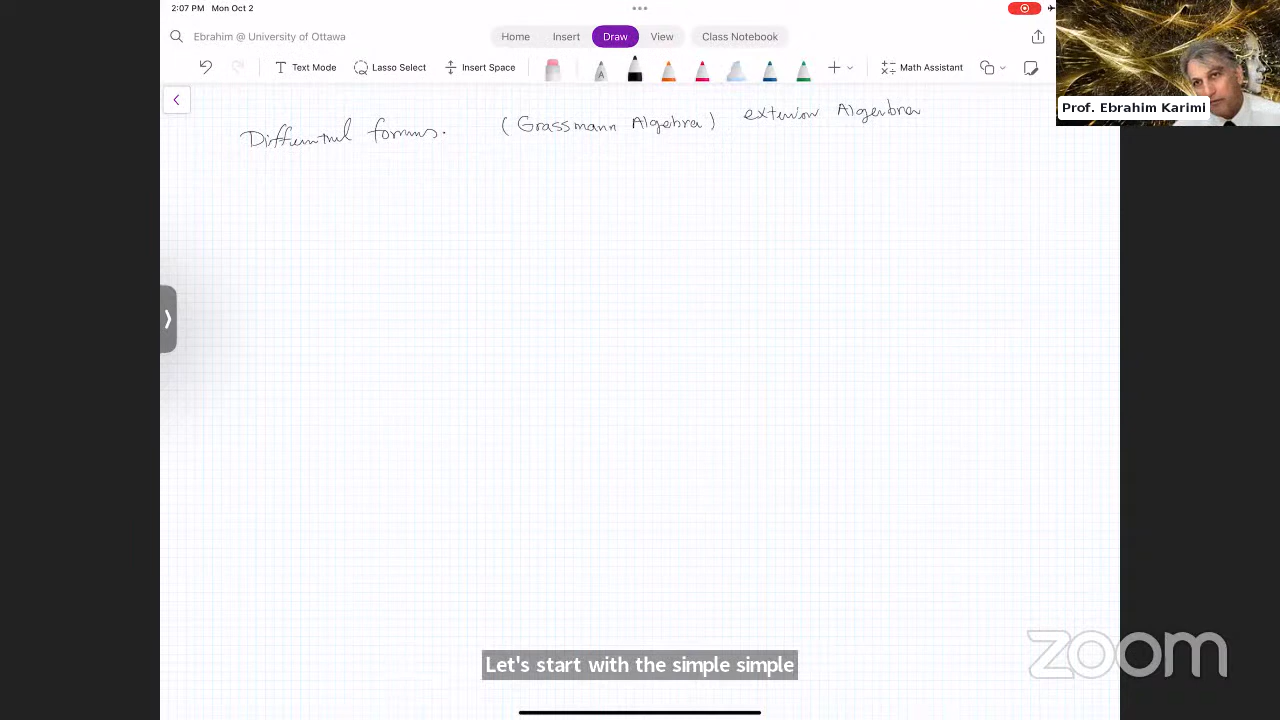 2:07 PM Mon Oct 2
Ebrahim @ University of Ottawa
Home Insert Draw View Class Notebook
Text Mode Lasso Select Insert Space Math Assistant
Prof. Ebrahim Karimi
Differential forms. (Grassmann Algebra) exterior Algerbra
Let's start with the simple simple
zoom